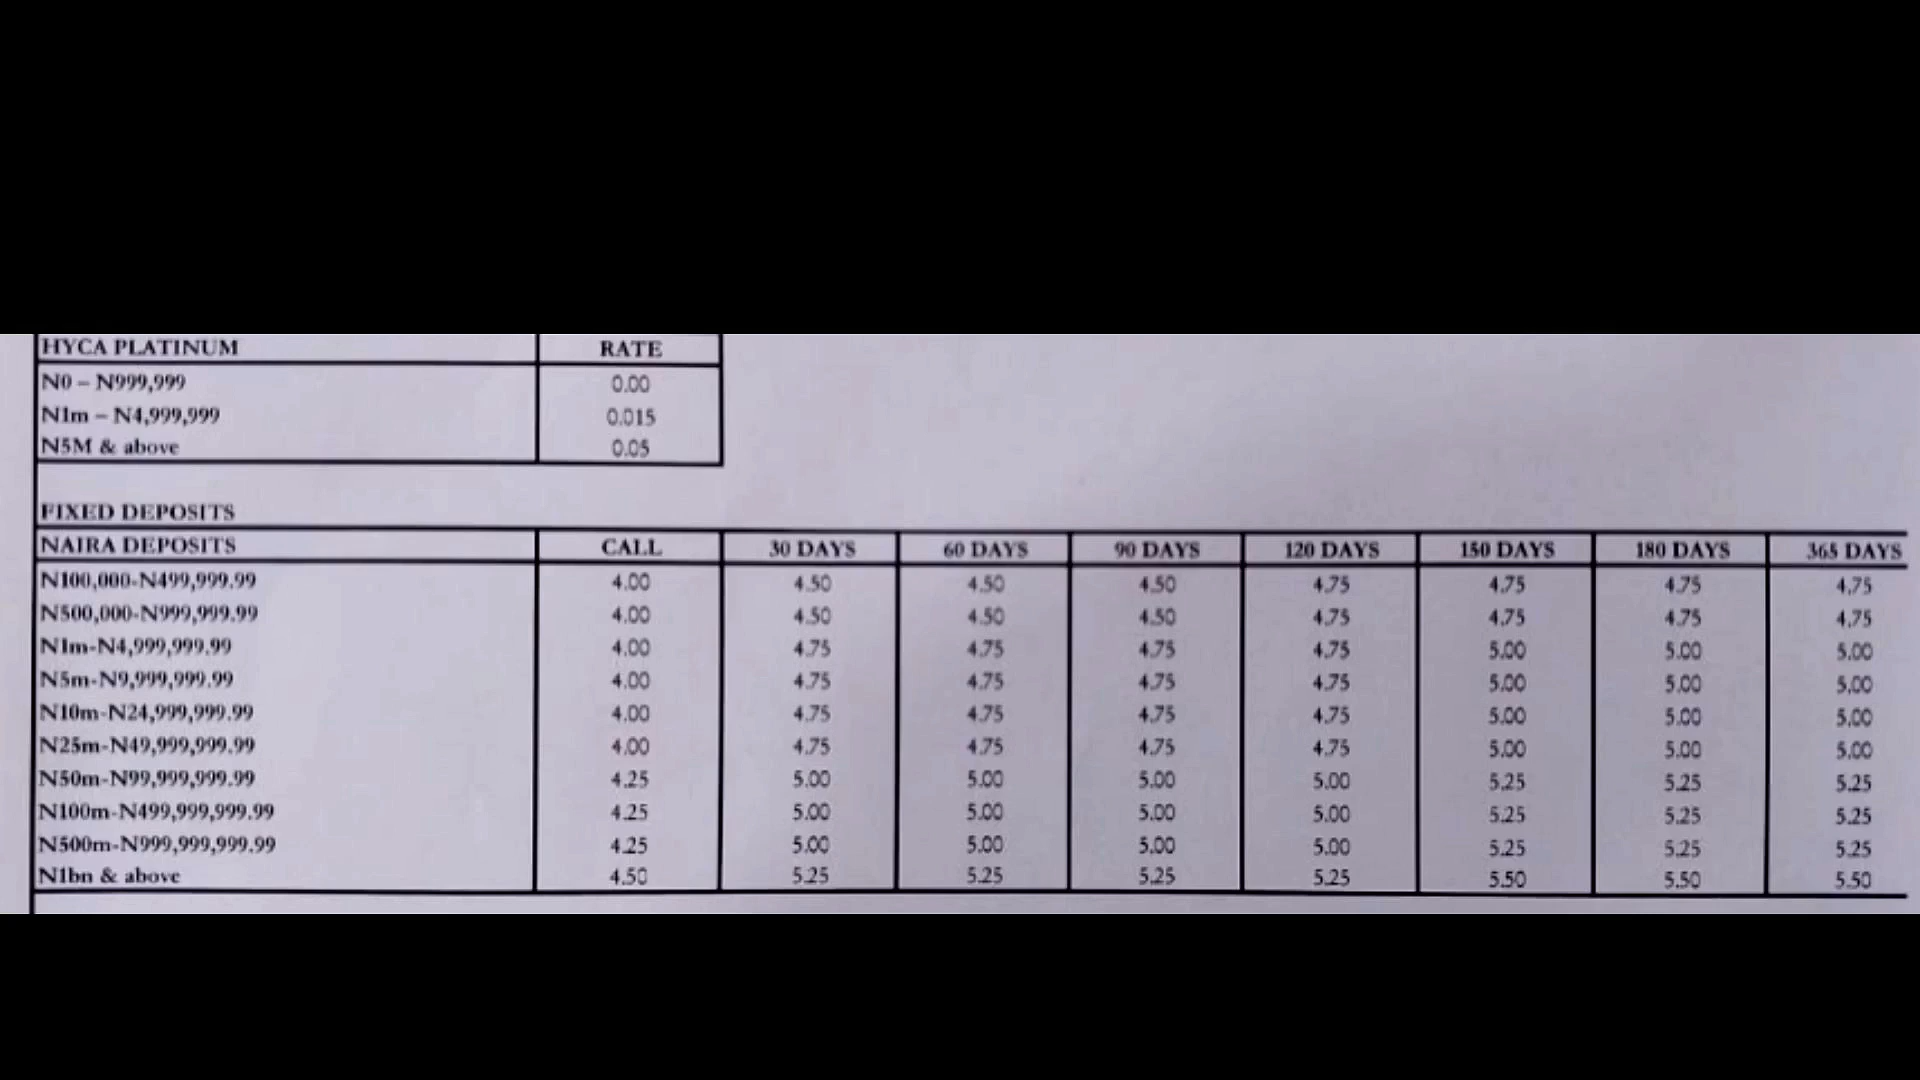 HYCA PLATINUM RATE
N0 – N999,999 0.00
N1m – N4,999,999 0.015
N5M & above 0.05
FIXED DEPOSITS
NAIRA DEPOSITS CALL 30 DAYS 60 DAYS 90 DAYS 120 DAYS 150 DAYS 180 DAYS 365 DAYS
N100,000-N499,999.99 4.00 4.50 4.50 4.50 4.75 4.75 4.75 4.75
N500,000-N999,999.99 4.00 4.50 4.50 4.50 4.75 4.75 4.75 4.75
N1m-N4,999,999.99 4.00 4.75 4.75 4.75 4.75 5.00 5.00 5.00
N5m-N9,999,999.99 4.00 4.75 4.75 4.75 4.75 5.00 5.00 5.00
N10m-N24,999,999.99 4.00 4.75 4.75 4.75 4.75 5.00 5.00 5.00
N25m-N49,999,999.99 4.00 4.75 4.75 4.75 4.75 5.00 5.00 5.00
N50m-N99,999,999.99 4.25 5.00 5.00 5.00 5.00 5.25 5.25 5.25
N100m-N499,999,999.99 4.25 5.00 5.00 5.00 5.00 5.25 5.25 5.25
N500m-N999,999,999.99 4.25 5.00 5.00 5.00 5.00 5.25 5.25 5.25
N1bn & above 4.50 5.25 5.25 5.25 5.25 5.50 5.50 5.50